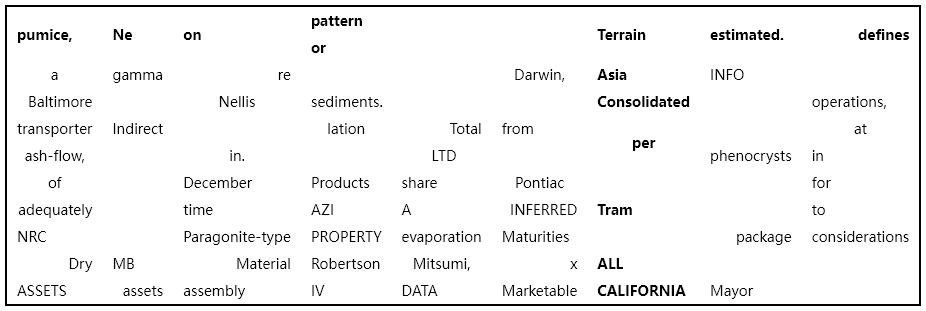 pumice, Ne on pattern or Terrain estimated. defines
a gamma re Darwin, Asia INFO
Baltimore Nellis sediments. Consolidated operations,
transporter Indirect lation Total from per at
ash-flow, in. LTD phenocrysts in
of December Products share Pontiac for
adequately time AZI A INFERRED Tram to
NRC Paragonite-type PROPERTY evaporation Maturities package considerations
Dry MB Material Robertson Mitsumi, x ALL
ASSETS assets assembly IV DATA Marketable CALIFORNIA Mayor